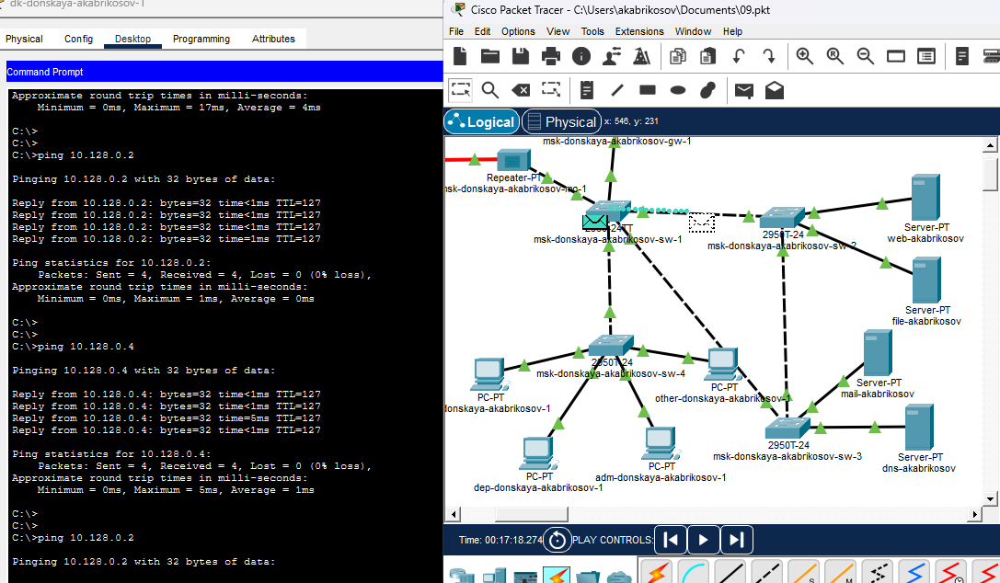 dk-donskaya-akabrikosov-1
Physical Config Desktop Programming Attributes
Command Prompt
Approximate round trip times in milli-seconds:
Minimum = 0ms, Maximum = 17ms, Average = 4ms
C:\>
C:\>
C:\>ping 10.128.0.2
Pinging 10.128.0.2 with 32 bytes of data:
Reply from 10.128.0.2: bytes=32 time<1ms TTL=127
Reply from 10.128.0.2: bytes=32 time<1ms TTL=127
Reply from 10.128.0.2: bytes=32 time<1ms TTL=127
Reply from 10.128.0.2: bytes=32 time=1ms TTL=127
Ping statistics for 10.128.0.2:
Packets: Sent = 4, Received = 4, Lost = 0 (0% loss),
Approximate round trip times in milli-seconds:
Minimum = 0ms, Maximum = 1ms, Average = 0ms
C:\>
C:\>
C:\>ping 10.128.0.4
Pinging 10.128.0.4 with 32 bytes of data:
Reply from 10.128.0.4: bytes=32 time<1ms TTL=127
Reply from 10.128.0.4: bytes=32 time<1ms TTL=127
Reply from 10.128.0.4: bytes=32 time=5ms TTL=127
Reply from 10.128.0.4: bytes=32 time<1ms TTL=127
Ping statistics for 10.128.0.4:
Packets: Sent = 4, Received = 4, Lost = 0 (0% loss),
Approximate round trip times in milli-seconds:
Minimum = 0ms, Maximum = 5ms, Average = 1ms
C:\>
C:\>
C:\>ping 10.128.0.2
Pinging 10.128.0.2 with 32 bytes of data:
Cisco Packet Tracer - C:\Users\akabrikosov\Documents\09.pkt
File Edit Options View Tools Extensions Window Help
Logical Physical x: 546, y: 231
msk-donskaya-akabrikosov-gw-1
Repeater-PT
msk-donskaya-akabrikosov-mc-1
msk-donskaya-akabrikosov-sw-1
2950T-24
msk-donskaya-akabrikosov-sw-2
Server-PT
web-akabrikosov
Server-PT
file-akabrikosov
2950T-24
msk-donskaya-akabrikosov-sw-4
PC-PT
donskaya-akabrikosov-1
PC-PT
other-donskaya-akabrikosov-1
Server-PT
mail-akabrikosov
2950T-24
msk-donskaya-akabrikosov-sw-3
Server-PT
dns-akabrikosov
PC-PT
dep-donskaya-akabrikosov-1
PC-PT
adm-donskaya-akabrikosov-1
Time: 00:17:18.274 PLAY CONTROLS: